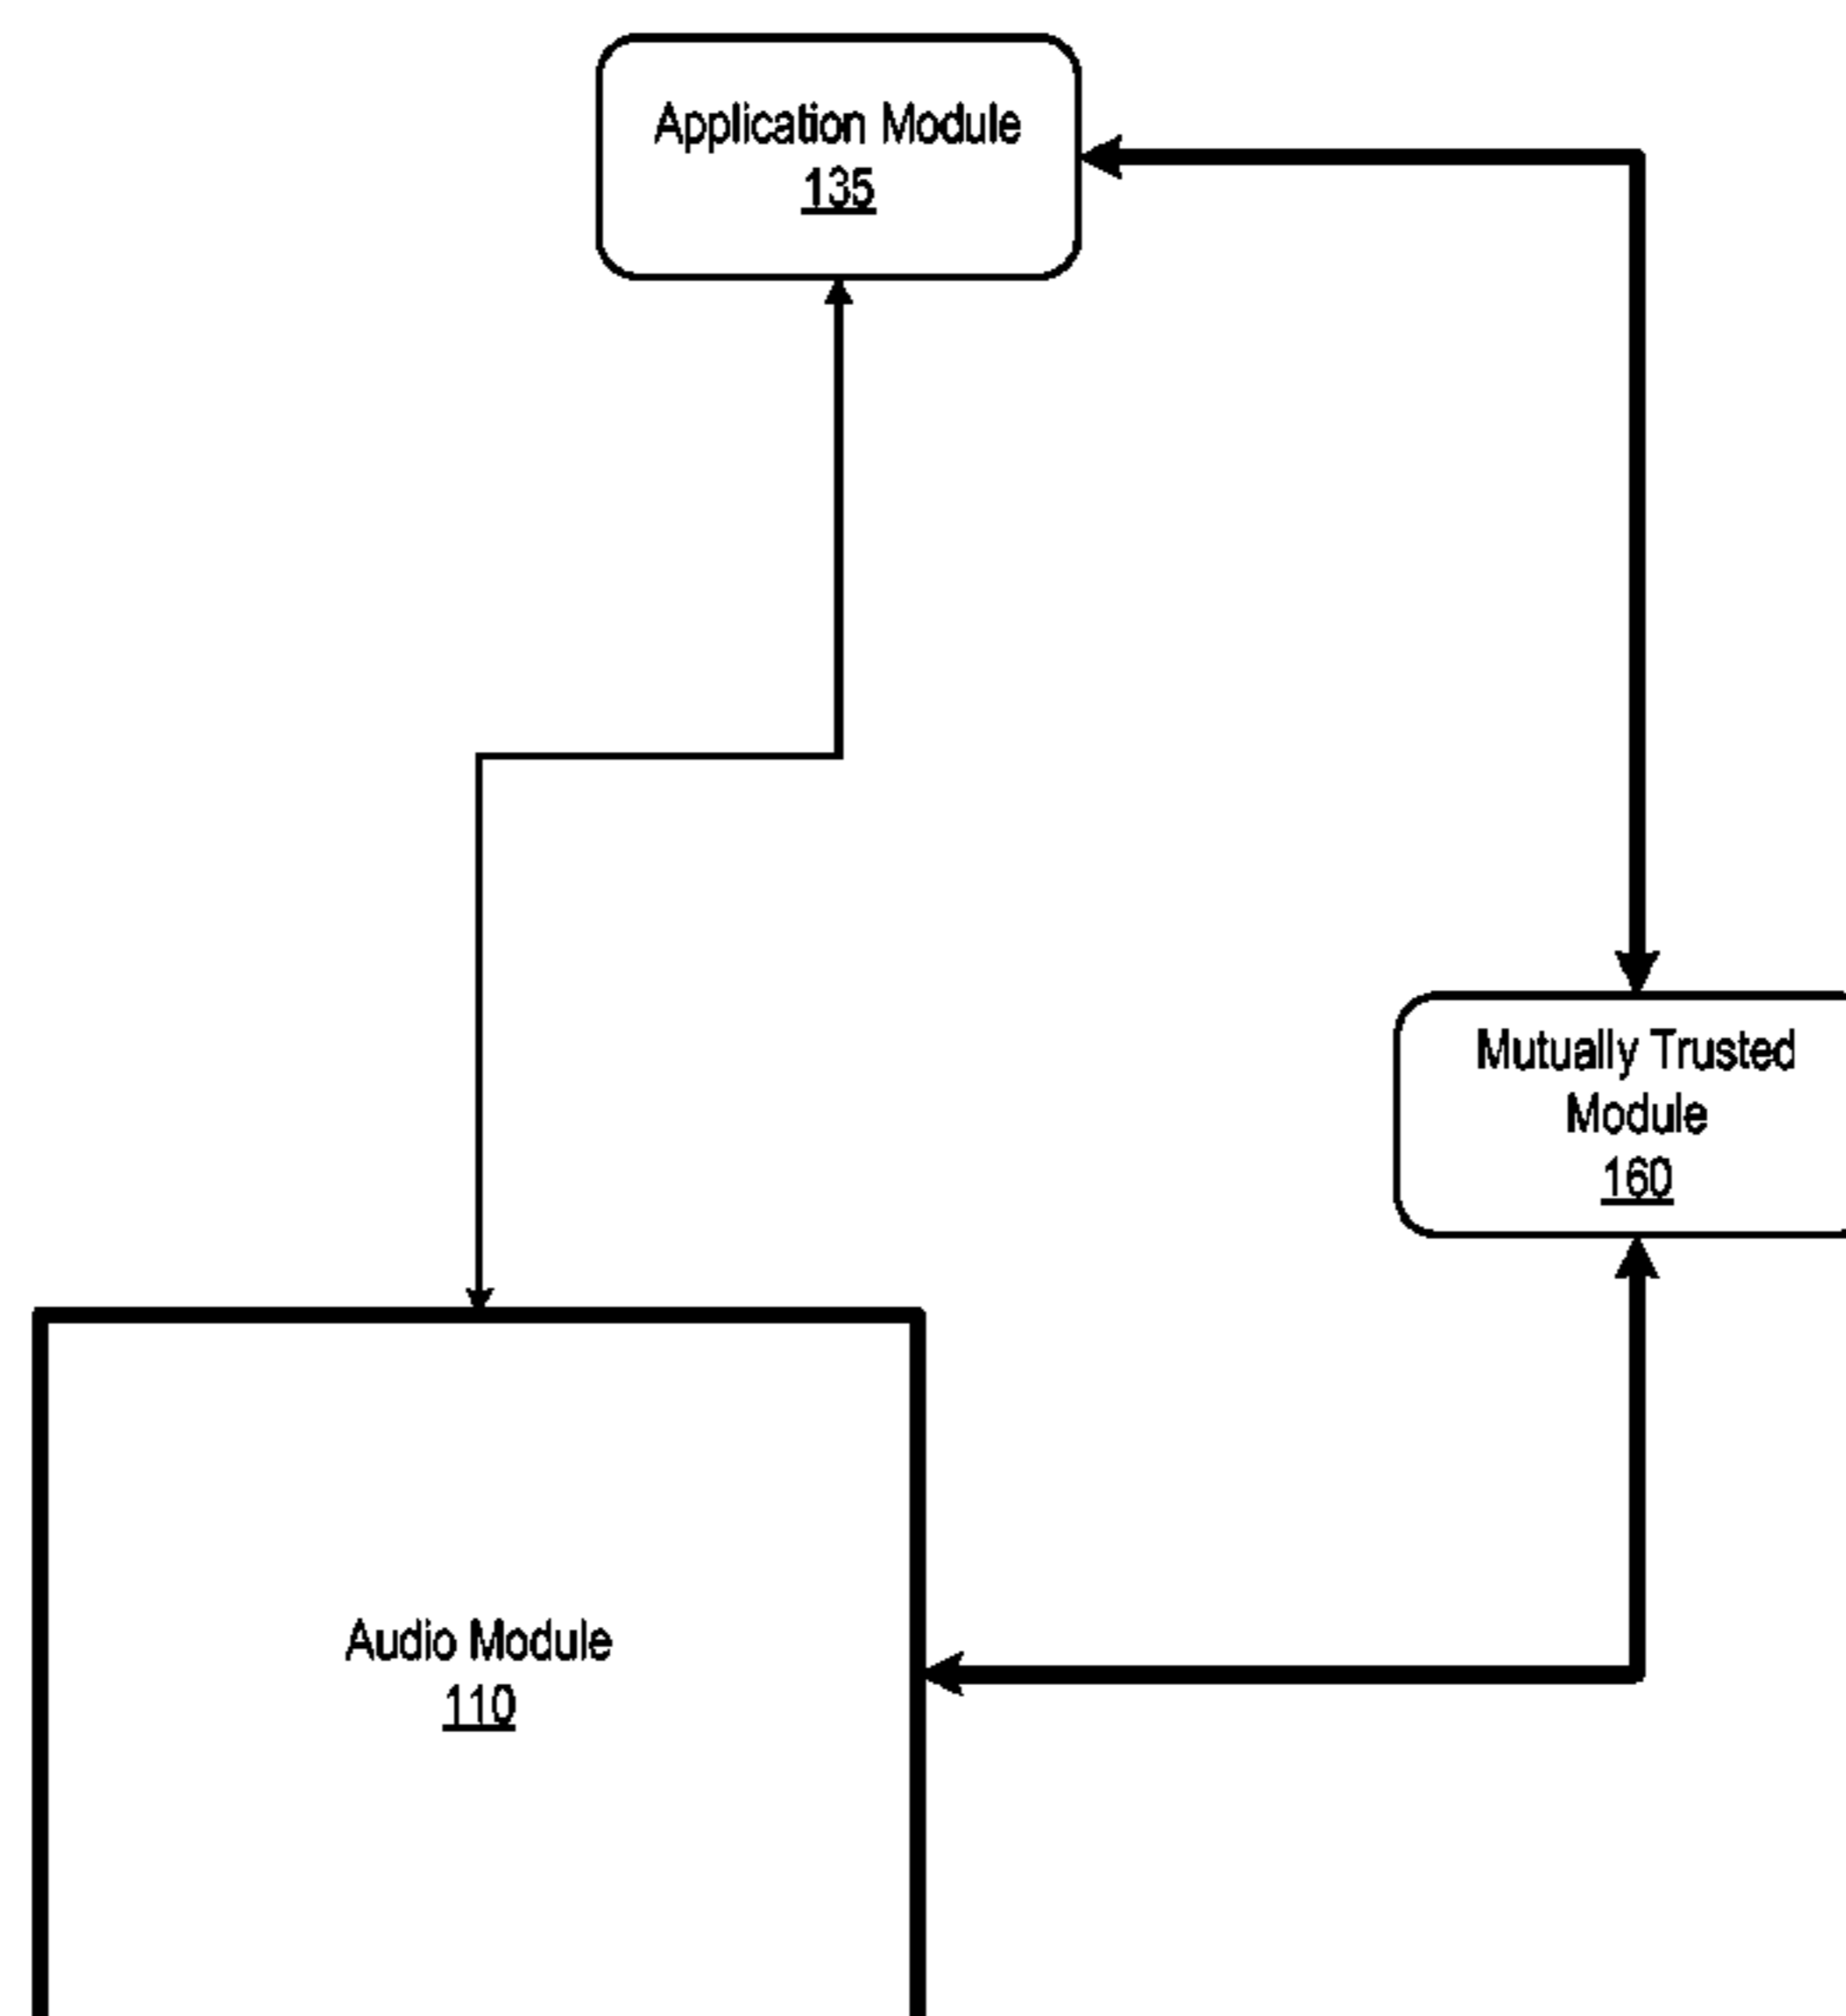 Application Module
135
Mutually Trusted
Module
160
Audio Module
110